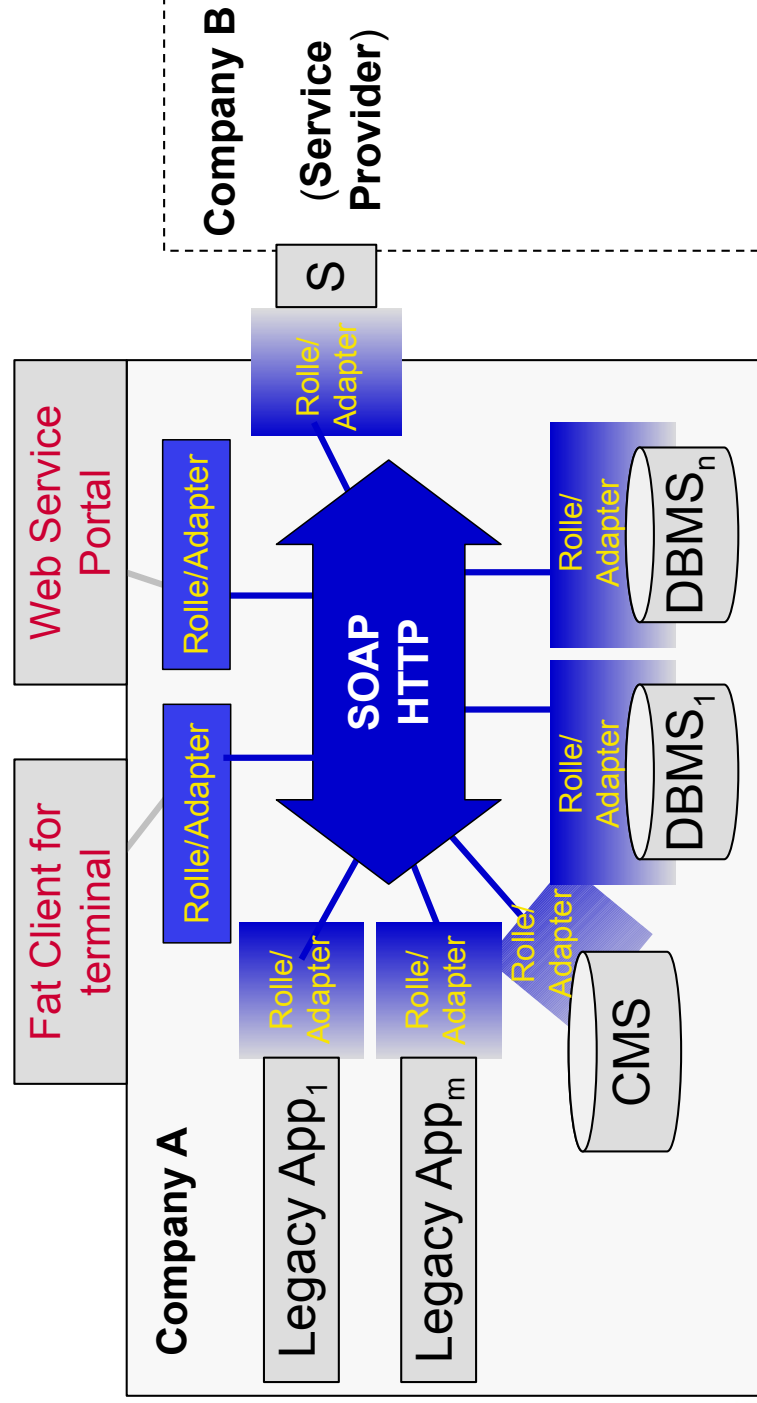 Fat Client for
terminal
Web Service
Portal
Company A
Rolle/Adapter
Rolle/Adapter
Company B
(Service
Provider)
Legacy App₁
Rolle/
Adapter
SOAP
HTTP
Rolle/
Adapter
S
Legacy Appₘ
Rolle/
Adapter
CMS
Rolle/
Adapter
Rolle/
Adapter
DBMS₁
Rolle/
Adapter
DBMSₙ